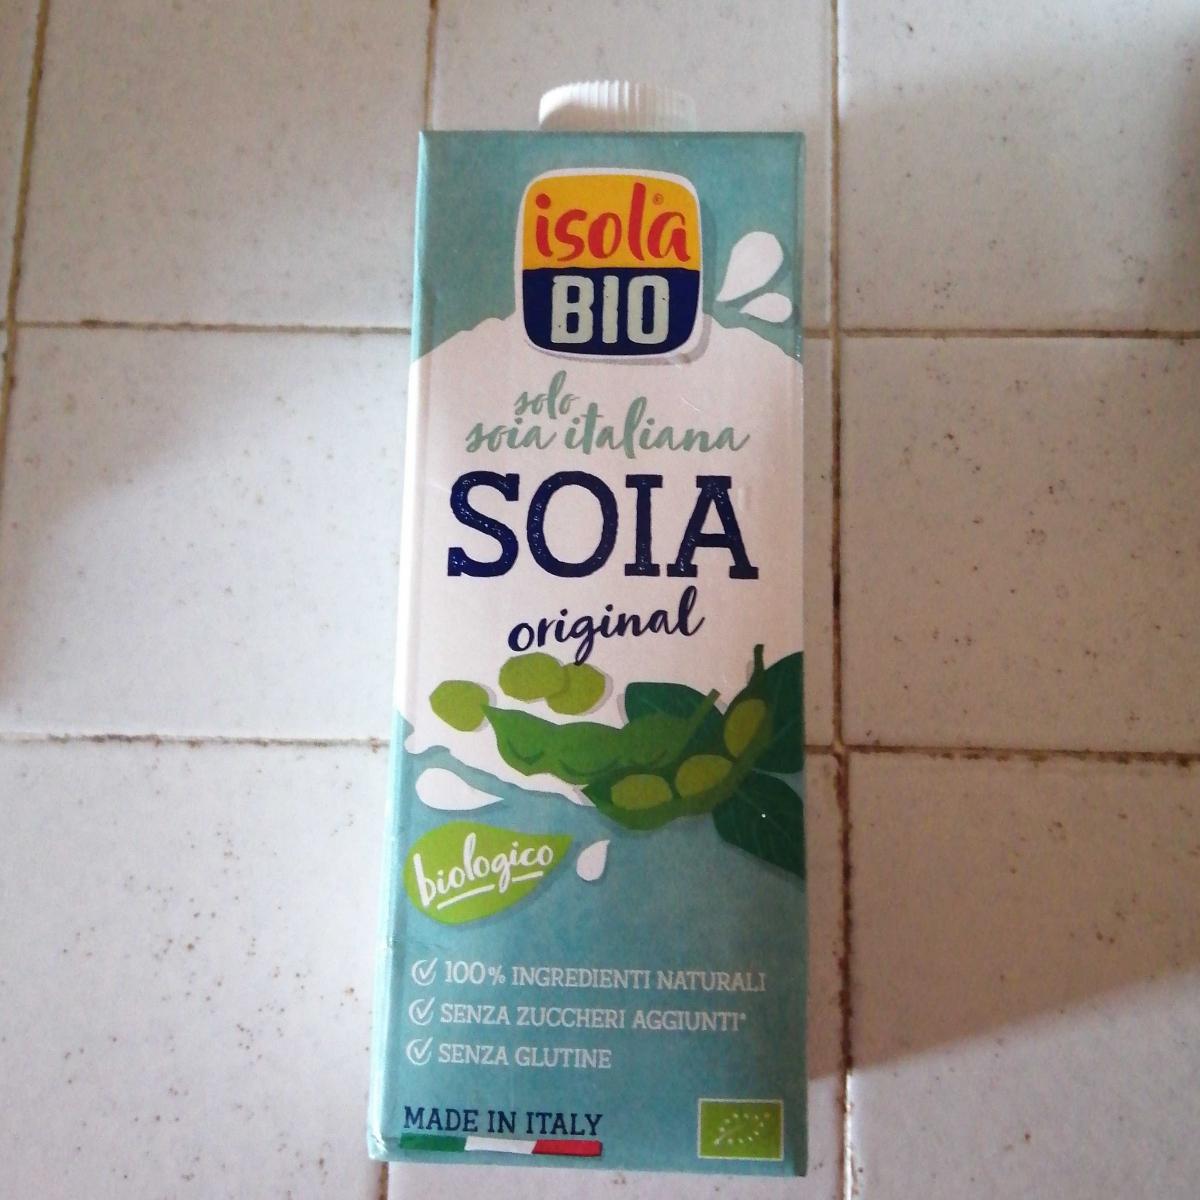 isola®
BIO
solo
soia italiana
SOIA
original
biologico
100% INGREDIENTI NATURALI
SENZA ZUCCHERI AGGIUNTI*
SENZA GLUTINE
MADE IN ITALY